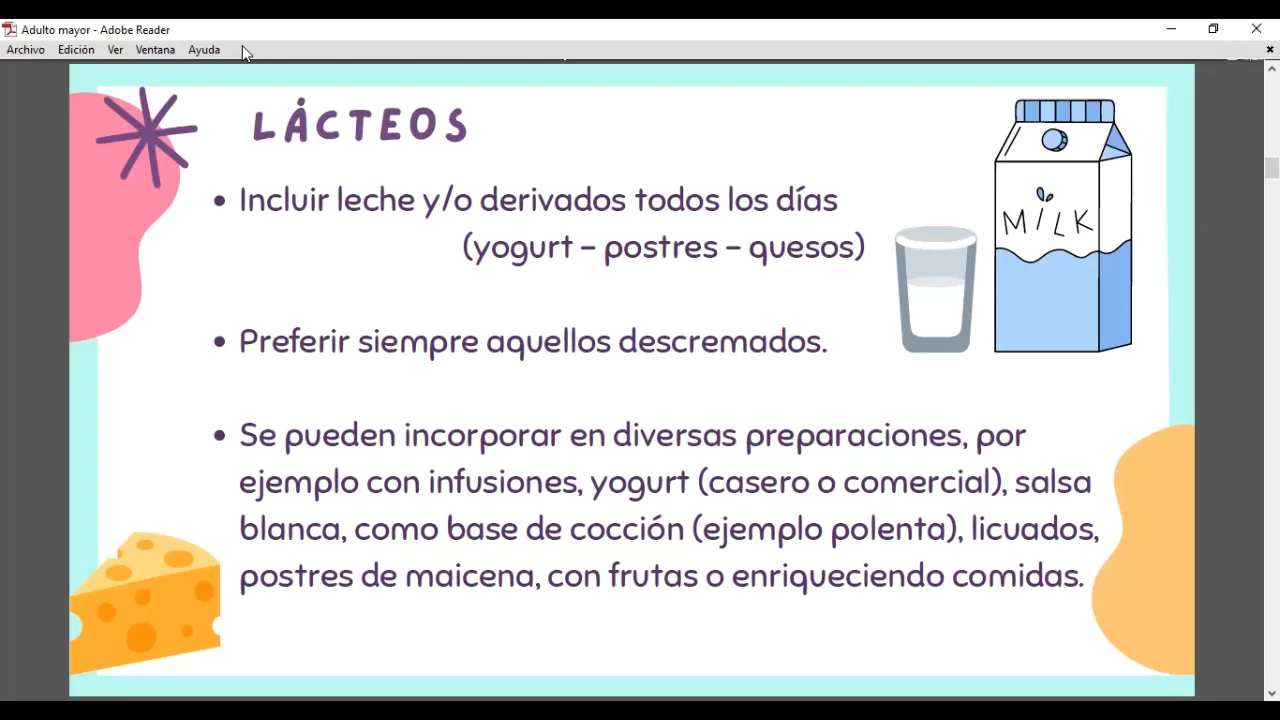 Adulto mayor - Adobe Reader
Archivo Edición Ver Ventana Ayuda
LÁCTEOS
• Incluir leche y/o derivados todos los días
(yogurt - postres - quesos)
MILK
• Preferir siempre aquellos descremados.
• Se pueden incorporar en diversas preparaciones, por
ejemplo con infusiones, yogurt (casero o comercial), salsa
blanca, como base de cocción (ejemplo polenta), licuados,
postres de maicena, con frutas o enriqueciendo comidas.